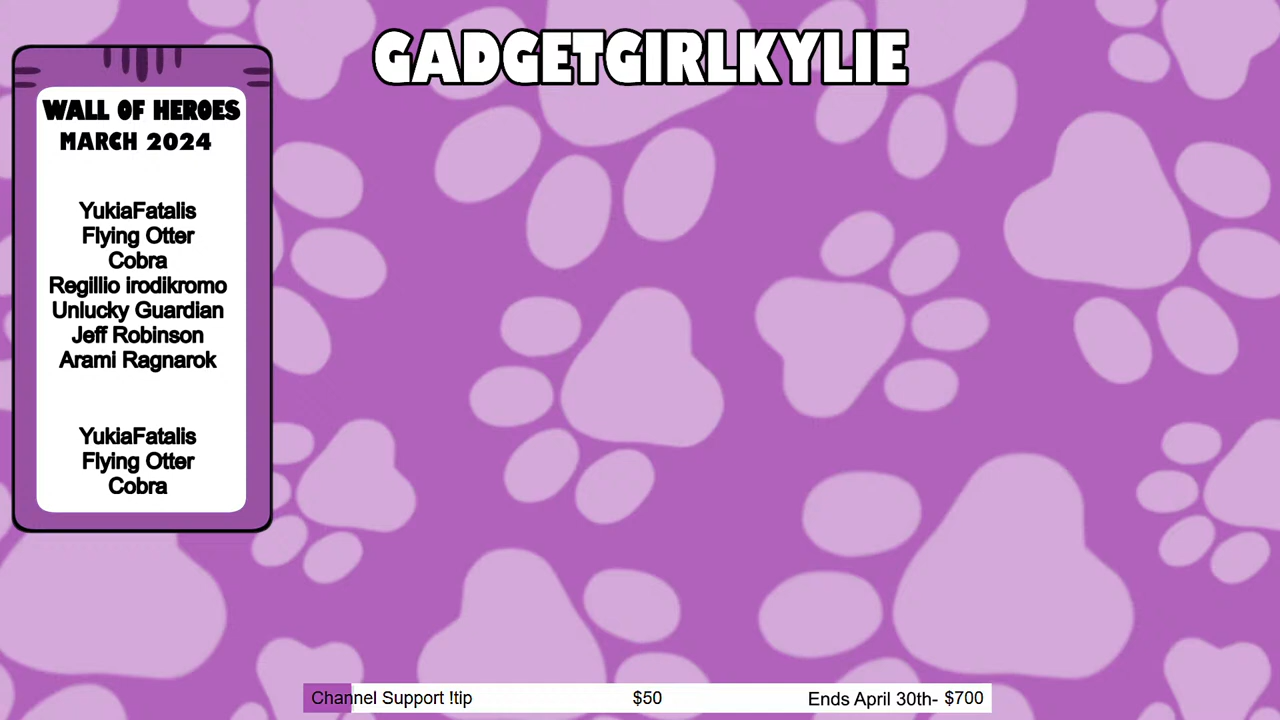 GADGETGIRLKYLIE
WALL OF HEROES
MARCH 2024
YukiaFatalis
Flying Otter
Cobra
Regillio irodikromo
Unlucky Guardian
Jeff Robinson
Arami Ragnarok
YukiaFatalis
Flying Otter
Cobra
Channel Support !tip $50 Ends April 30th- $700